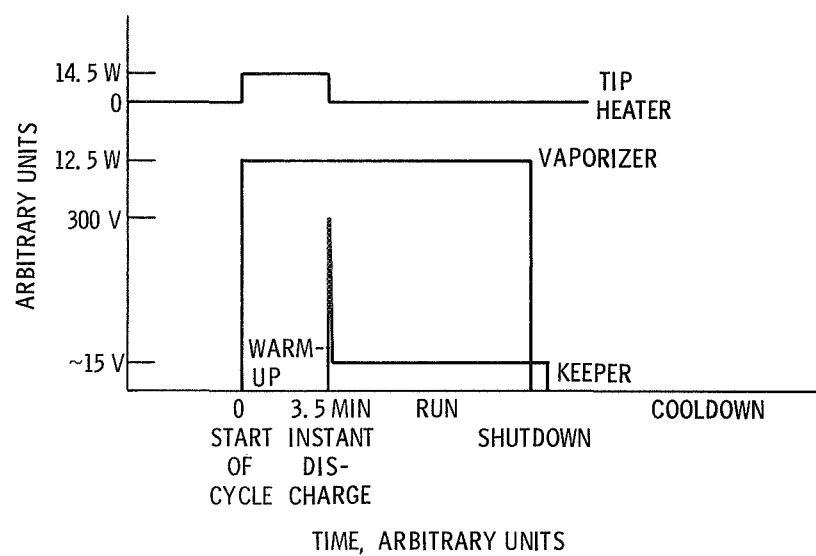 14.5 W
0
TIP
HEATER
12.5 W
VAPORIZER
300 V
ARBITRARY UNITS
WARM-
UP
~15 V
KEEPER
0 3.5 MIN RUN COOLDOWN
START INSTANT SHUTDOWN
OF DIS-
CYCLE CHARGE
TIME, ARBITRARY UNITS